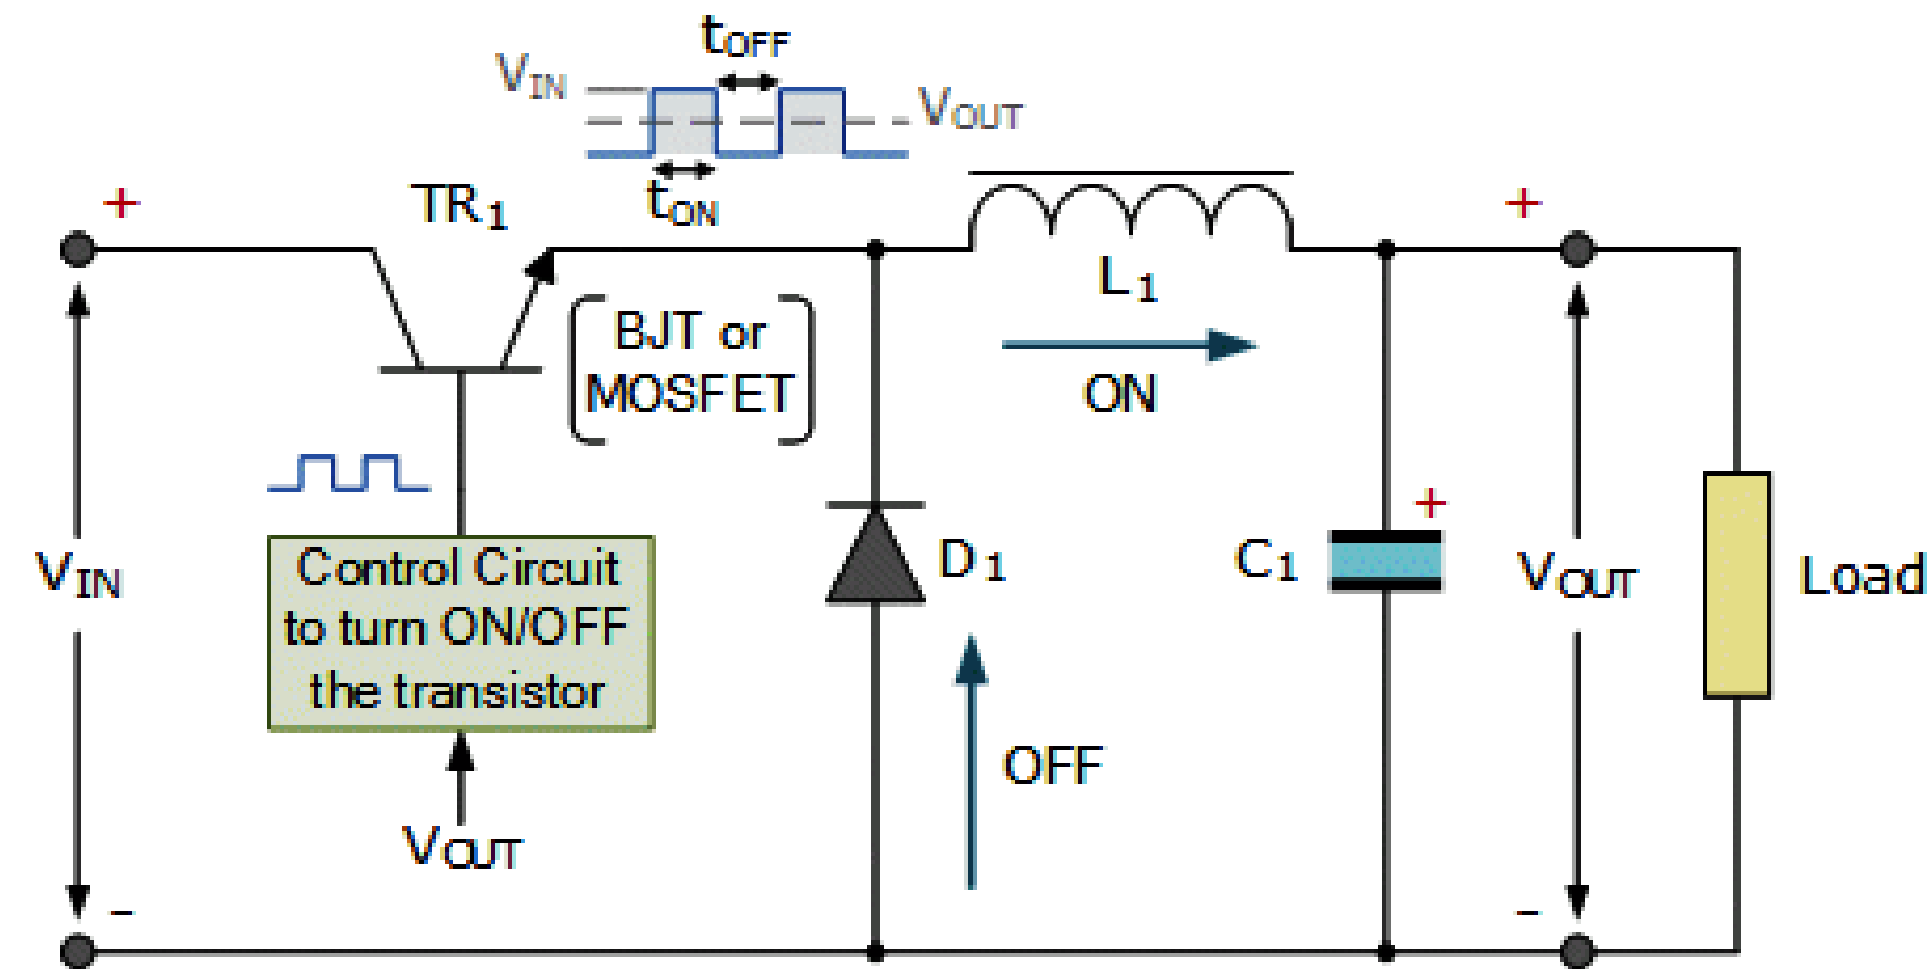 tOFF
VIN
VOUT
tON
+
TR1
+
L1
BJT or
MOSFET
ON
+
VIN
Control Circuit
to turn ON/OFF
the transistor
D1
C1
VOUT
Load
OFF
VOUT
-
-